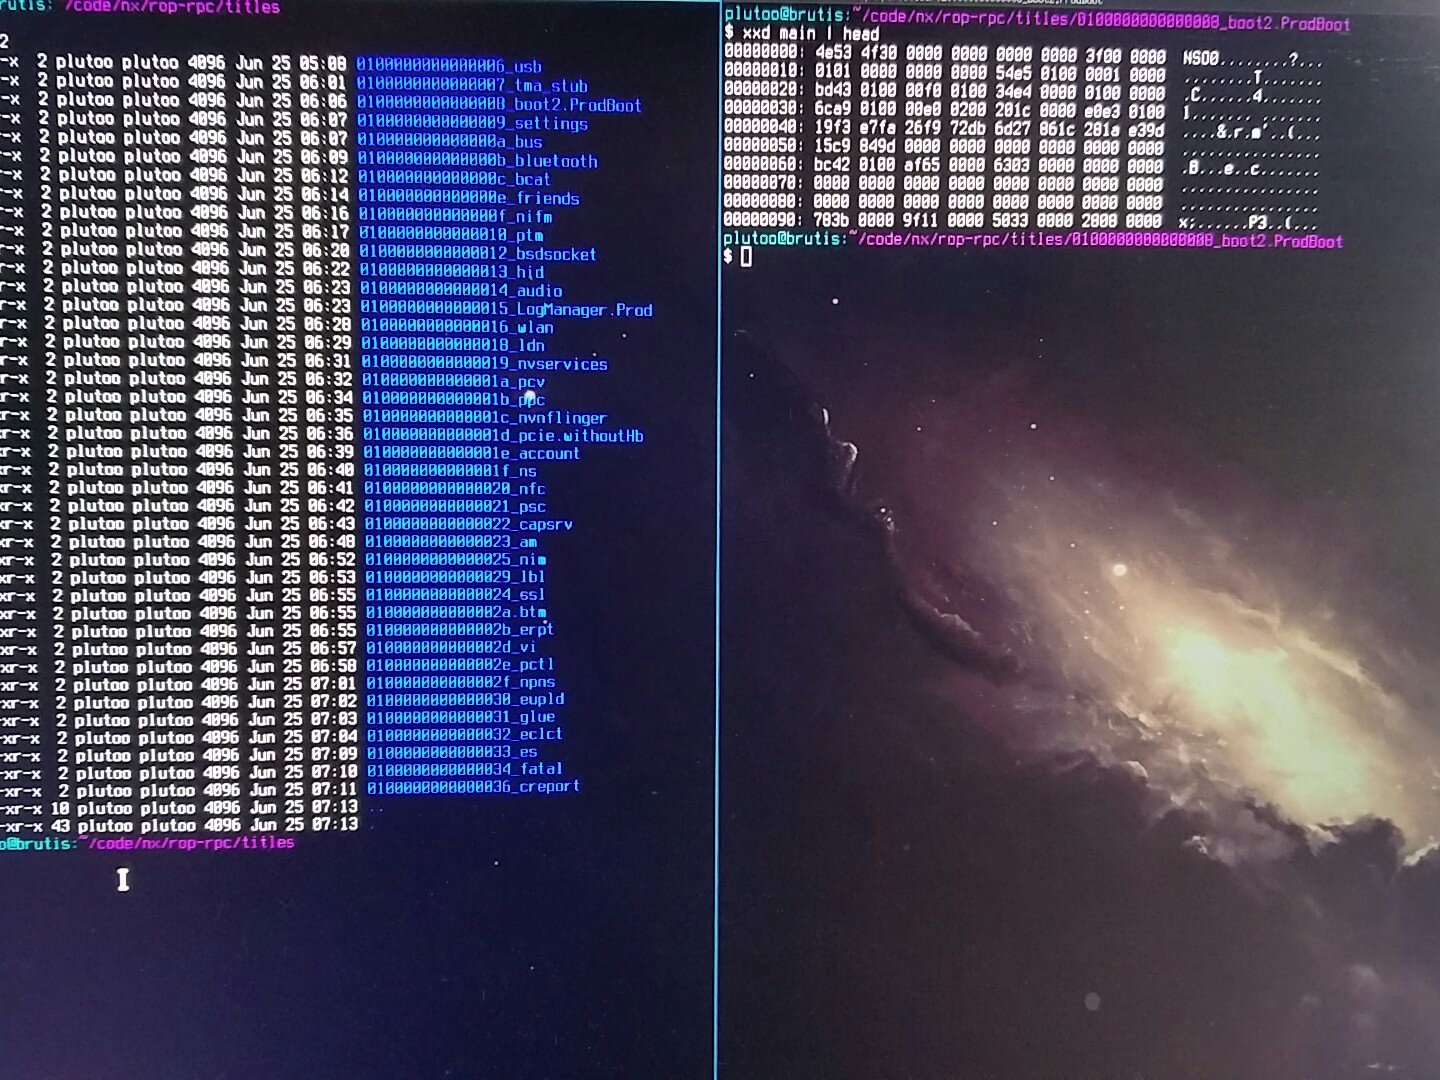 rutis: /code/nx/rop-rpc/titles
2
-x 2 plutoo plutoo 4096 Jun 25 05:08 0100000000000006_usb
-x 2 plutoo plutoo 4096 Jun 25 06:01 0100000000000007_tma_stub
-x 2 plutoo plutoo 4096 Jun 25 06:06 0100000000000008_boot2.ProdBoot
-x 2 plutoo plutoo 4096 Jun 25 06:07 0100000000000009_settings
-x 2 plutoo plutoo 4096 Jun 25 06:07 010000000000000a_bus
-x 2 plutoo plutoo 4096 Jun 25 06:09 010000000000000b_bluetooth
-x 2 plutoo plutoo 4096 Jun 25 06:12 010000000000000c_bcat
-x 2 plutoo plutoo 4096 Jun 25 06:14 010000000000000e_friends
r-x 2 plutoo plutoo 4096 Jun 25 06:16 010000000000000f_nifm
r-x 2 plutoo plutoo 4096 Jun 25 06:17 0100000000000010_ptm
r-x 2 plutoo plutoo 4096 Jun 25 06:20 0100000000000012_bsdsocket
r-x 2 plutoo plutoo 4096 Jun 25 06:22 0100000000000013_hid
r-x 2 plutoo plutoo 4096 Jun 25 06:23 0100000000000014_audio
r-x 2 plutoo plutoo 4096 Jun 25 06:23 0100000000000015_LogManager.Prod
r-x 2 plutoo plutoo 4096 Jun 25 06:28 0100000000000016_wlan
r-x 2 plutoo plutoo 4096 Jun 25 06:29 0100000000000018_ldn
r-x 2 plutoo plutoo 4096 Jun 25 06:31 0100000000000019_nvservices
r-x 2 plutoo plutoo 4096 Jun 25 06:32 010000000000001a_pcv
r-x 2 plutoo plutoo 4096 Jun 25 06:34 010000000000001b_ppc
xr-x 2 plutoo plutoo 4096 Jun 25 06:35 010000000000001c_nvnflinger
xr-x 2 plutoo plutoo 4096 Jun 25 06:36 010000000000001d_pcie.withoutHb
xr-x 2 plutoo plutoo 4096 Jun 25 06:39 010000000000001e_account
xr-x 2 plutoo plutoo 4096 Jun 25 06:40 010000000000001f_ns
xr-x 2 plutoo plutoo 4096 Jun 25 06:41 0100000000000020_nfc
xr-x 2 plutoo plutoo 4096 Jun 25 06:42 0100000000000021_psc
xr-x 2 plutoo plutoo 4096 Jun 25 06:43 0100000000000022_capsrv
xr-x 2 plutoo plutoo 4096 Jun 25 06:48 0100000000000023_am
xr-x 2 plutoo plutoo 4096 Jun 25 06:52 0100000000000025_nim
xr-x 2 plutoo plutoo 4096 Jun 25 06:53 0100000000000029_lbl
xr-x 2 plutoo plutoo 4096 Jun 25 06:55 0100000000000024_ssl
xr-x 2 plutoo plutoo 4096 Jun 25 06:55 010000000000002a.btm
xr-x 2 plutoo plutoo 4096 Jun 25 06:55 010000000000002b_erpt
xr-x 2 plutoo plutoo 4096 Jun 25 06:57 010000000000002d_vi
xr-x 2 plutoo plutoo 4096 Jun 25 06:58 010000000000002e_pctl
xr-x 2 plutoo plutoo 4096 Jun 25 07:01 010000000000002f_npns
xr-x 2 plutoo plutoo 4096 Jun 25 07:02 0100000000000030_eupld
xr-x 2 plutoo plutoo 4096 Jun 25 07:03 0100000000000031_glue
-xr-x 2 plutoo plutoo 4096 Jun 25 07:04 0100000000000032_eclct
-xr-x 2 plutoo plutoo 4096 Jun 25 07:09 0100000000000033_es
-xr-x 2 plutoo plutoo 4096 Jun 25 07:10 0100000000000034_fatal
-xr-x 2 plutoo plutoo 4096 Jun 25 07:11 0100000000000036_creport
-xr-x 10 plutoo plutoo 4096 Jun 25 07:13 ..
-xr-x 43 plutoo plutoo 4096 Jun 25 07:13 .
o@brutis:~/code/nx/rop-rpc/titles
plutoo@brutis:~/code/nx/rop-rpc/titles/0100000000000008_boot2.ProdBoot
$ xxd main | head
00000000: 4e53 4f30 0000 0000 0000 0000 3f00 0000 NSO0........?...
00000010: 0101 0000 0000 0000 54e5 0100 0001 0000 ........T.......
00000020: bd43 0100 00f0 0100 34e4 0000 0100 0000 .C......4.......
00000030: 6ca9 0100 00e0 0200 201c 0000 e0e3 0100 l....... .......
00000040: 19f3 e7fa 26f9 72db 6d27 861c 281a e39d ....&.r.m'..(...
00000050: 15c9 849d 0000 0000 0000 0000 0000 0000 ................
00000060: bc42 0100 af65 0000 6303 0000 0000 0000 .B...e..c.......
00000070: 0000 0000 0000 0000 0000 0000 0000 0000 ................
00000080: 0000 0000 0000 0000 0000 0000 0000 0000 ................
00000090: 783b 0000 9f11 0000 5033 0000 2808 0000 x;......P3..(...
plutoo@brutis:~/code/nx/rop-rpc/titles/0100000000000008_boot2.ProdBoot
$